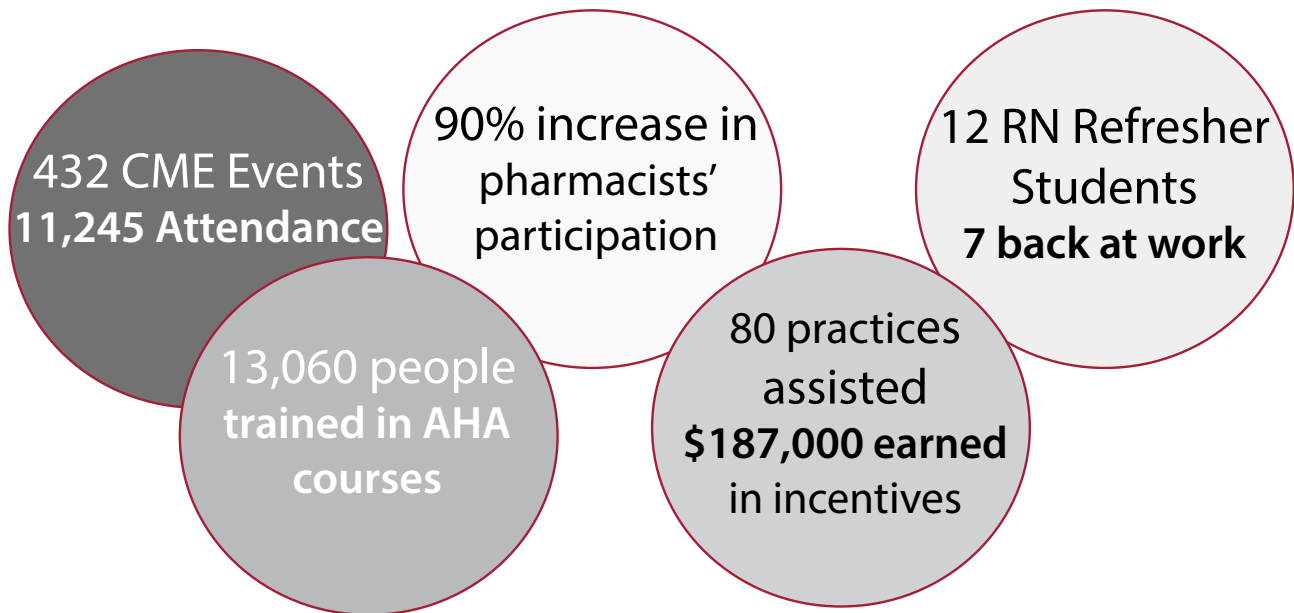 432 CME Events
11,245 Attendance
90% increase in
pharmacists’
participation
12 RN Refresher
Students
7 back at work
13,060 people
trained in AHA
courses
80 practices
assisted
$187,000 earned
in incentives